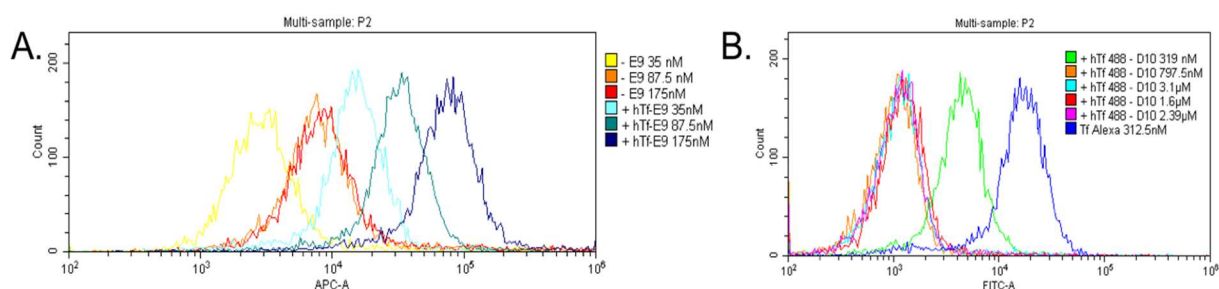 A.
Multi-sample: P2
Count
200
100
0
10^2
10^3
10^4
10^5
10^6
APC-A
- E9 35 nM
- E9 87.5 nM
- E9 175nM
+ hTf-E9 35nM
+ hTf-E9 87.5nM
+ hTf-E9 175nM
B.
Multi-sample: P2
Count
200
100
0
10^2
10^3
10^4
10^5
10^6
FITC-A
+ hTf 488 - D10 319 nM
+ hTf 488 - D10 797.5nM
+ hTf 488 - D10 3.1µM
+ hTf 488 - D10 1.6µM
+ hTf 488 - D10 2.39µM
Tf Alexa 312.5nM